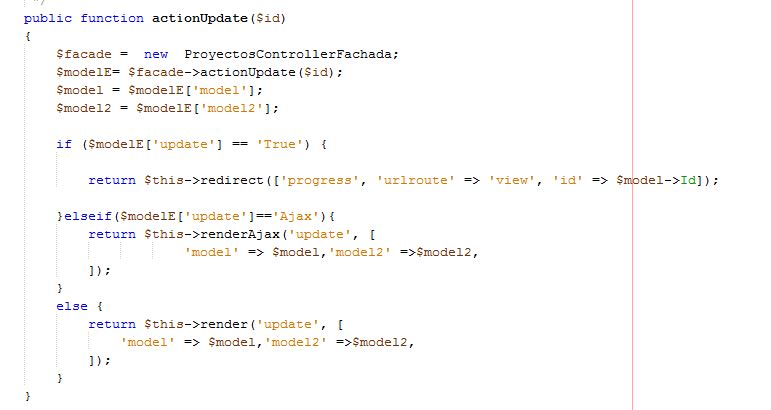 */
public function actionUpdate($id)
{
    $facade =  new  ProyectosControllerFachada;
    $modelE= $facade->actionUpdate($id);
    $model = $modelE['model'];
    $model2 = $modelE['model2'];

    if ($modelE['update'] == 'True') {

        return $this->redirect(['progress', 'urlroute' => 'view', 'id' => $model->Id]);

    }elseif($modelE['update']=='Ajax'){
        return $this->renderAjax('update', [
                    'model' => $model,'model2' =>$model2,
        ]);
    }
    else {
        return $this->render('update', [
            'model' => $model,'model2' =>$model2,
        ]);
    }
}